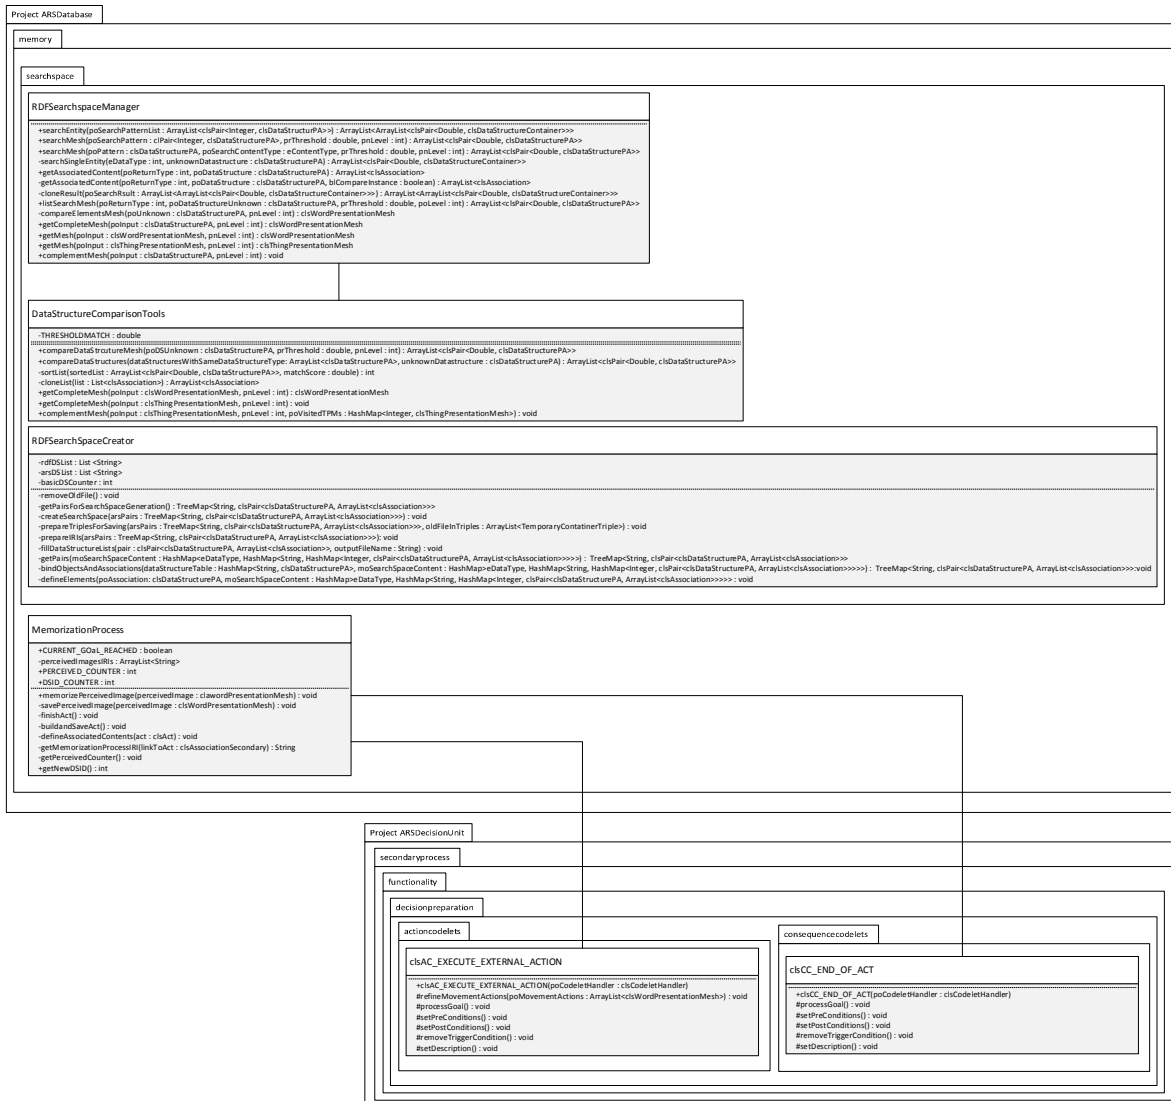 Project ARSDatabase
memory
searchspace
RDFSearchspaceManager
+searchEntity(poSearchPatternList : ArrayList<clsPair<Integer, clsDataStructurPA>>) : ArrayList<ArrayList<clsPair<Double, clsDataStructureContainer>>>
+searchMesh(poSearchPattern : clPair<Integer, clsDataStructurePA>, prThreshold : double, pnLevel : int) : ArrayList<clsPair<Double, clsDataStructurePA>>
+searchMesh(poPattern : clsDataStructurePA, poSearchContentType : eContentType, prThreshold : double, pnLevel : int) : ArrayList<clsPair<Double, clsDataStructurePA>>
-searchSingleEntity(eDataType : int, unknownDatastructure : clsDataStructurePA) : ArrayList<clsPair<Double, clsDataStructureContainer>>
+getAssociatedContent(poReturnType : int, poDataStructure : clsDataStructurePA) : ArrayList<clsAssociation>
-getAssociatedContent(poReturnType : int, poDataStructure : clsDataStructurePA, blCompareInstance : boolean) : ArrayList<clsAssociation>
-cloneResult(poSearchRsult : ArrayList<ArrayList<clsPair<Double, clsDataStructureContainer>>>) : ArrayList<ArrayList<clsPair<Double, clsDataStructureContainer>>>
+listSearchMesh(poReturnType : int, poDataStructureUnknown : clsDataStructurePA, prThreshold : double, poLevel : int) : ArrayList<clsPair<Double, clsDataStructurePA>>
-compareElementsMesh(poUnknown : clsDataStructurePA, pnLevel : int) : clsWordPresentationMesh
+getCompleteMesh(poInput : clsDataStructurePA, pnLevel : int) : clsWordPresentationMesh
+getMesh(poInput : clsWordPresentationMesh, pnLevel : int) : clsWordPresentationMesh
+getMesh(poInput : clsThingPresentationMesh, pnLevel : int) : clsThingPresentationMesh
+complementMesh(poInput : clsDataStructurePA, pnLevel : int) : void
DataStructureComparisonTools
-THRESHOLDMATCH : double
+compareDataStrcutureMesh(poDSUnknown : clsDataStructurePA, prThreshold : double, pnLevel : int) : ArrayList<clsPair<Double, clsDataStructurePA>>
+compareDataStructures(dataStructuresWithSameDataStructureType: ArrayList<clsDataStructurePA>, unknownDatastructure : clsDataStructurePA) : ArrayList<clsPair<Double, clsDataStructurePA>>
-sortList(sortedList : ArrayList<clsPair<Double, clsDataStructurePA>>, matchScore : double) : int
-cloneList(list : List<clsAssociation>) : ArrayList<clsAssociation>
+getCompleteMesh(poInput : clsWordPresentationMesh, pnLevel : int) : clsWordPresentationMesh
+getCompleteMesh(poInput : clsThingPresentationMesh, pnLevel : int) : void
+complementMesh(poInput : clsThingPresentationMesh, pnLevel : int, poVisitedTPMs : HashMap<Integer, clsThingPresentationMesh>) : void
RDFSearchSpaceCreator
-rdfDSList : List <String>
-arsDSList : List <String>
-basicDSCounter : int
-removeOldFile() : void
-getPairsForSearchSpaceGeneration() : TreeMap<String, clsPair<clsDataStructurePA, ArrayList<clsAssociation>>>
-createSearchSpace(arsPairs : TreeMap<String, clsPair<clsDataStructurePA, ArrayList<clsAssociation>>>) : void
-prepareTriplesForSaving(arsPairs : TreeMap<String, clsPair<clsDataStructurePA, ArrayList<clsAssociation>>>, oldFileInTriples : ArrayList<TemporaryContatinerTriple>) : void
-prepareIRIs(arsPairs : TreeMap<String, clsPair<clsDataStructurePA, ArrayList<clsAssociation>>>): void
-fillDataStructureLists(pair : clsPair<clsDataStructurePA, ArrayList<clsAssociation>>, outputFileName : String) : void
-getPairs(moSearchSpaceContent : HashMap<eDataType, HashMap<String, HashMap<Integer, clsPair<clsDataStructurePA, ArrayList<clsAssociation>>>>>) : TreeMap<String, clsPair<clsDataStructurePA, ArrayList<clsAssociation>>>
-bindObjectsAndAssociations(dataStructureTable : HashMap<String, clsDataStructurePA>, moSearchSpaceContent : HashMap>eDataType, HashMap<String, HashMap<Integer, clsPair<clsDataStructurePA, ArrayList<clsAssociation>>>>>) : TreeMap<String, clsPair<clsDataStructurePA, ArrayList<clsAssociation>>>:void
-defineElements(poAssociation: clsDataStructurePA, moSearchSpaceContent : HashMap>eDataType, HashMap<String, HashMap<Integer, clsPair<clsDataStructurePA, ArrayList<clsAssociation>>>>> : void
MemorizationProcess
+CURRENT_GOaL_REACHED : boolean
-perceivedImagesIRIs : ArrayList<String>
+PERCEIVED_COUNTER : int
+DSID_COUNTER : int
+memorizePerceivedImage(perceivedImage : clawordPresentationMesh) : void
-savePerceivedImage(perceivedImage : clsWordPresentationMesh) : void
-finishAct() : void
-buildandSaveAct() : void
-defineAssociatedContents(act : clsAct) : void
-getMemorizationProcessIRI(linkToAct : clsAssociationSecondary) : String
-getPerceivedCounter() : void
+getNewDSID() : int
Project ARSDecisionUnit
secondaryprocess
functionality
decisionpreparation
actioncodelets
clsAC_EXECUTE_EXTERNAL_ACTION
+clsAC_EXECUTE_EXTERNAL_ACTION(poCodeletHandler : clsCodeletHandler)
#refineMovementActions(poMovementActions : ArrayList<clsWordPresentationMesh>) : void
#processGoal() : void
#setPreConditions() : void
#setPostConditions() : void
#removeTriggerCondition() : void
#setDescription() : void
consequencecodelets
clsCC_END_OF_ACT
+clsCC_END_OF_ACT(poCodeletHandler : clsCodeletHandler)
#processGoal() : void
#setPreConditions() : void
#setPostConditions() : void
#removeTriggerCondition() : void
#setDescription() : void